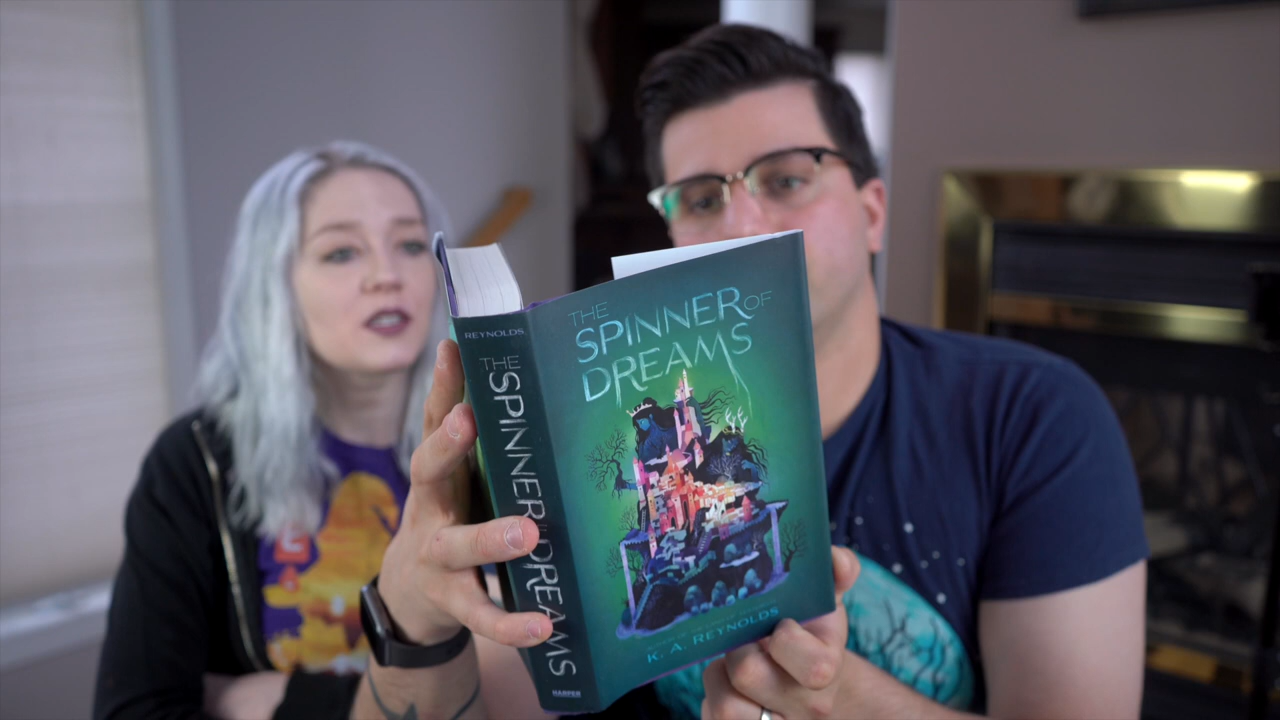 REYNOLDS
THE SPINNER OF DREAMS
HARPER
THE
SPINNER OF
DREAMS
K. A. REYNOLDS